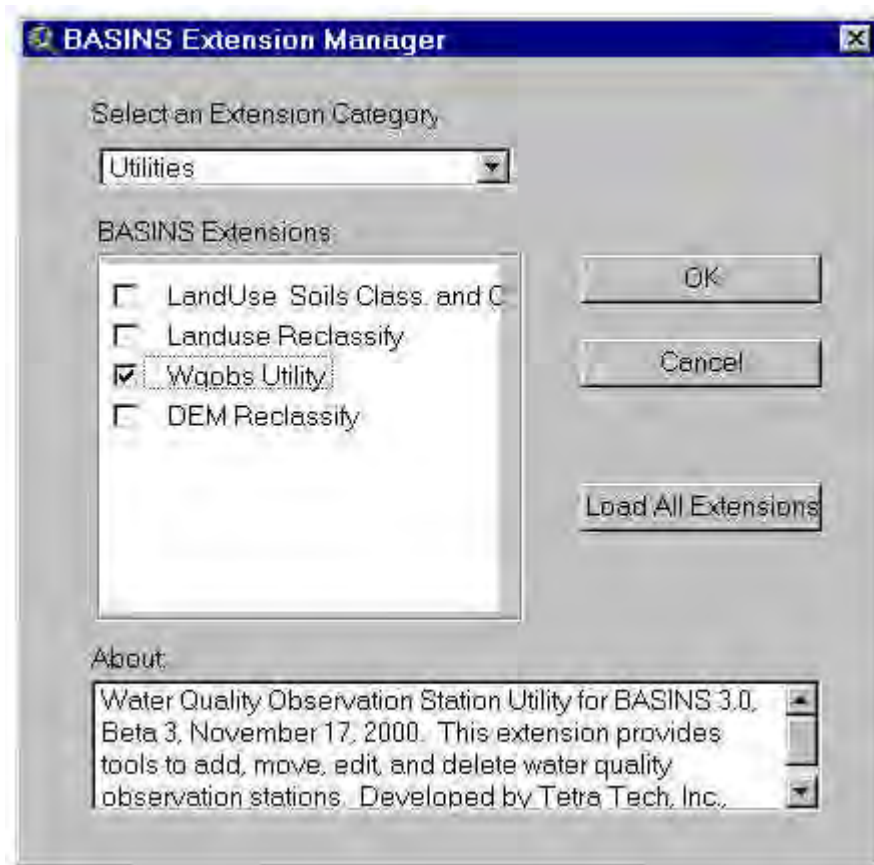 BASINS Extension Manager
Select an Extension Category
Utilities
BASINS Extensions:
LandUse Soils Class. and C
Landuse Reclassify
Wqobs Utility
DEM Reclassify
OK
Cancel
Load All Extensions
About:
Water Quality Observation Station Utility for BASINS 3.0,
Beta 3, November 17, 2000. This extension provides
tools to add, move, edit, and delete water quality
observation stations. Developed by Tetra Tech, Inc.,